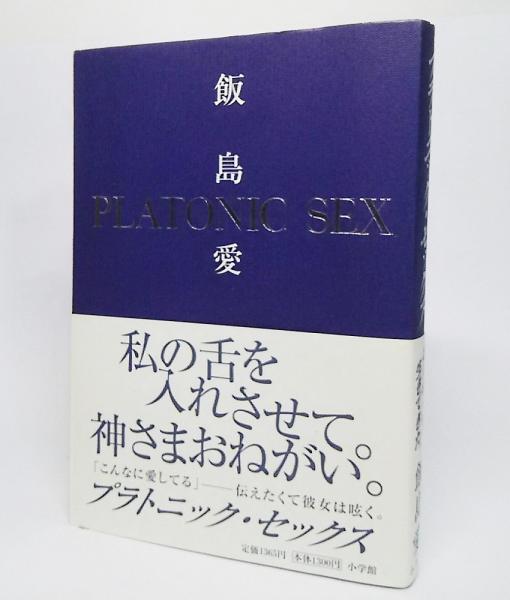 飯島愛
PLATONIC SEX
私の舌を
入れさせて。
神さまおねがい。
「こんなに愛してる」――伝えたくて彼女は呟く。
プラトニック・セックス
定価1365円 本体1300円 小学館